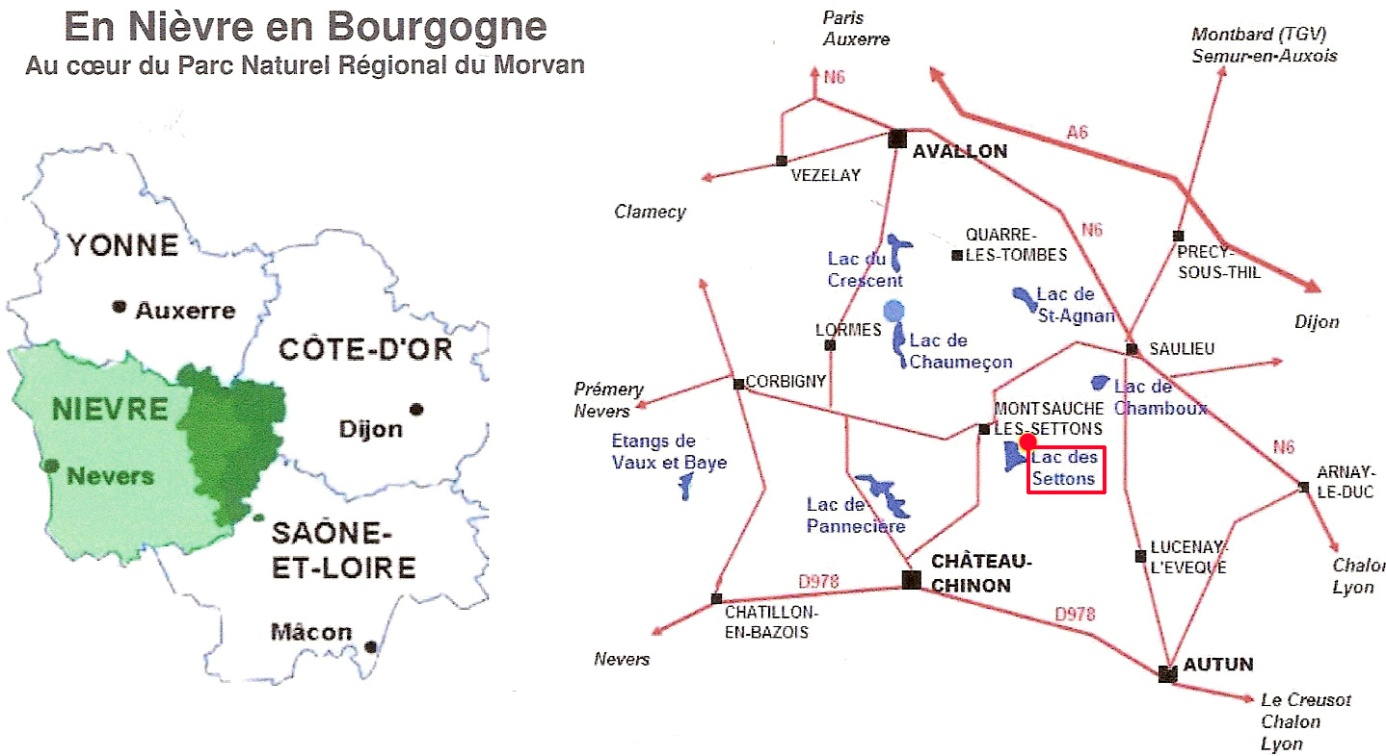 En Nièvre en Bourgogne
Au cœur du Parc Naturel Régional du Morvan
YONNE
Auxerre
CÔTE-D'OR
NIEVRE
Dijon
Nevers
SAÔNE-
ET-LOIRE
Mâcon
Paris
Auxerre
Montbard (TGV)
Semur-en-Auxois
N6
A6
AVALLON
VEZELAY
Clamecy
N6
QUARRE-
LES-TOMBES
PRECY-
SOUS-THIL
Lac du
Crescent
Lac de
St-Agnan
Dijon
LORMES
Lac de
Chaumeçon
SAULIEU
CORBIGNY
Prémery
Nevers
Lac de
Chamboux
MONTSAUCHE
LES-SETTONS
Etangs de
Vaux et Baye
Lac des
Settons
N6
ARNAY-
LE-DUC
Lac de
Pannecière
LUCENAY-
L'EVEQUE
CHÂTEAU-
CHINON
Chalon
Lyon
D978
CHATILLON-
EN-BAZOIS
D978
Nevers
AUTUN
Le Creusot
Chalon
Lyon